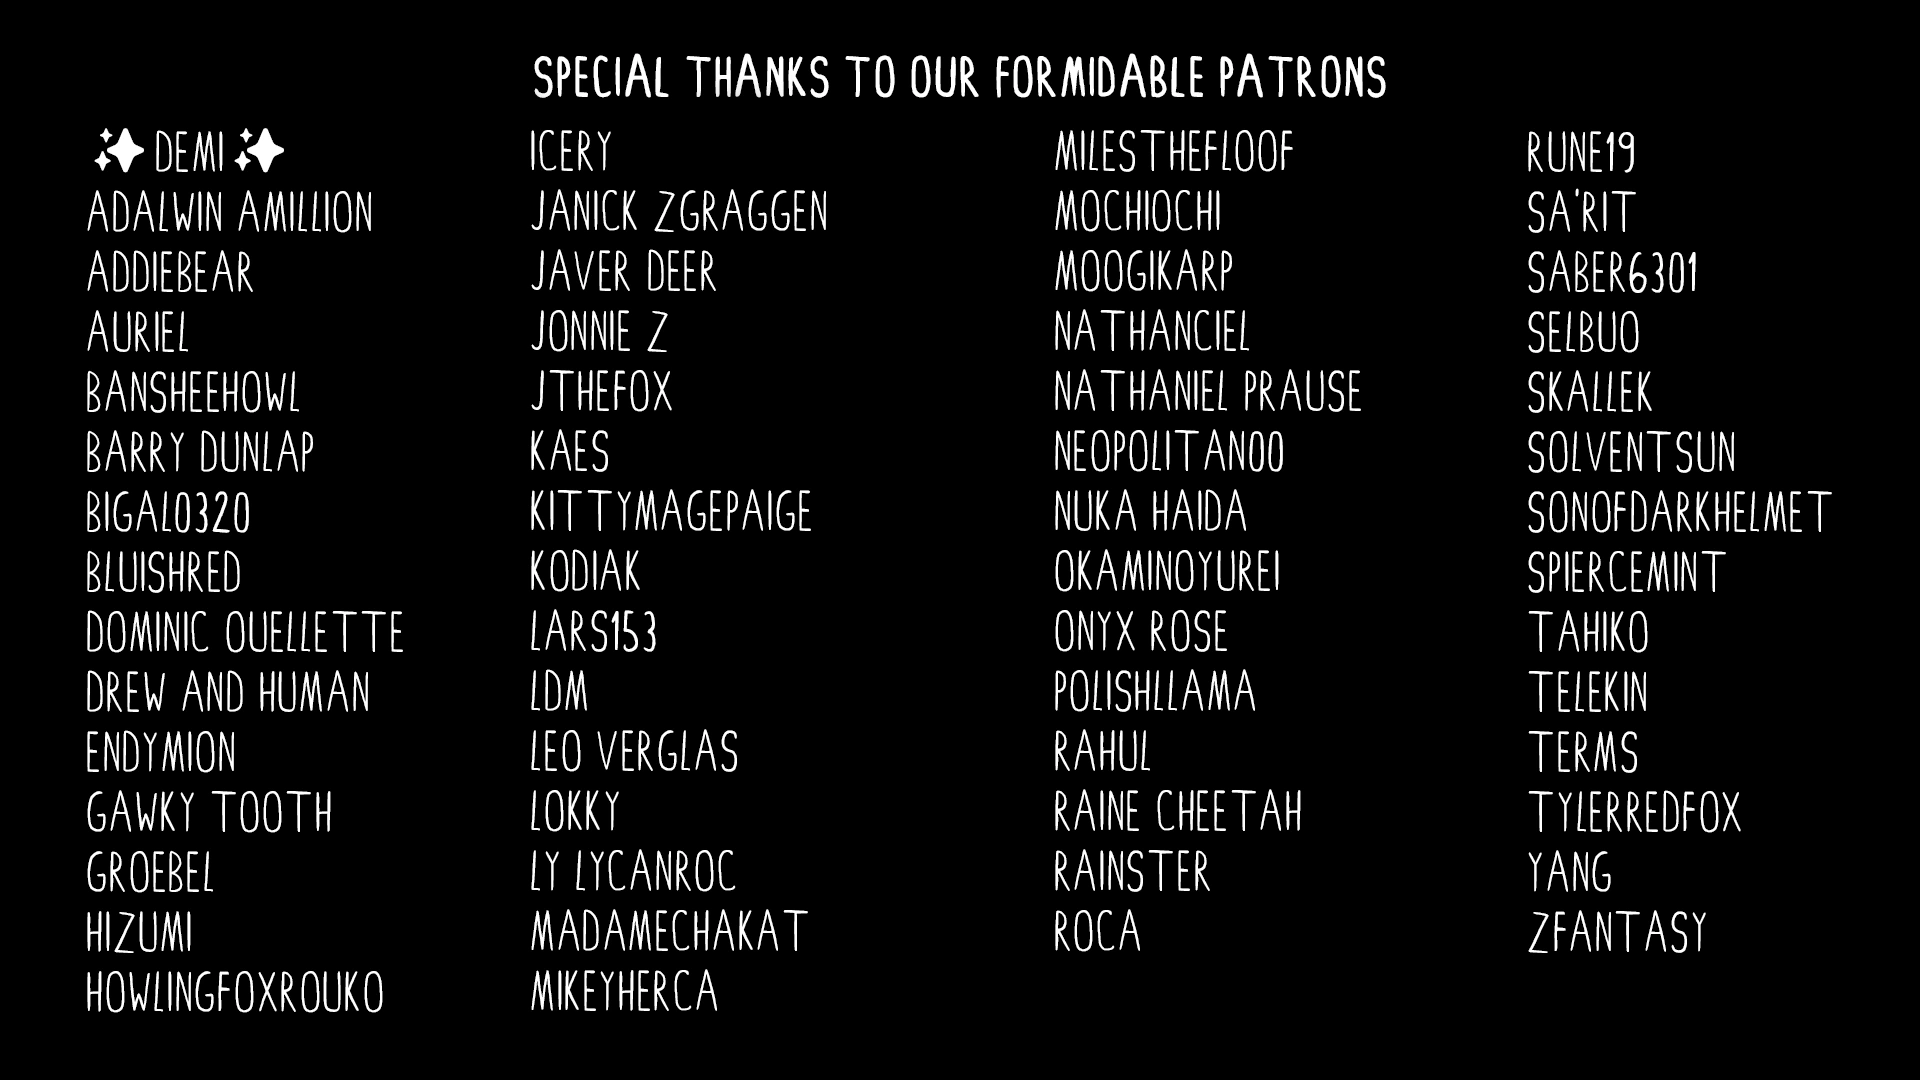 SPECIAL THANKS TO OUR FORMIDABLE PATRONS
✨ DEMI ✨
ADALWIN AMILLION
ADDIEBEAR
AURIEL
BANSHEEHOWL
BARRY DUNLAP
BIGAL0320
BLUISHRED
DOMINIC OUELLETTE
DREW AND HUMAN
ENDYMION
GAWKY TOOTH
GROEBEL
HIZUMI
HOWLINGFOXROUKO
ICERY
JANICK ZGRAGGEN
JAVER DEER
JONNIE Z
JTHEFOX
KAES
KITTYMAGEPAIGE
KODIAK
LARS153
LDM
LEO VERGLAS
LOKKY
LY LYCANROC
MADAMECHAKAT
MIKEYHERCA
MILESTHEFLOOF
MOCHIOCHI
MOOGIKARP
NATHANCIEL
NATHANIEL PRAUSE
NEOPOLITAN00
NUKA HAIDA
OKAMINOYUREI
ONYX ROSE
POLISHLLAMA
RAHUL
RAINE CHEETAH
RAINSTER
ROCA
RUNE19
SA'RIT
SABER6301
SELBUO
SKALLEK
SOLVENTSUN
SONOFDARKHELMET
SPIERCEMINT
TAHIKO
TELEKIN
TERMS
TYLERREDFOX
YANG
ZFANTASY